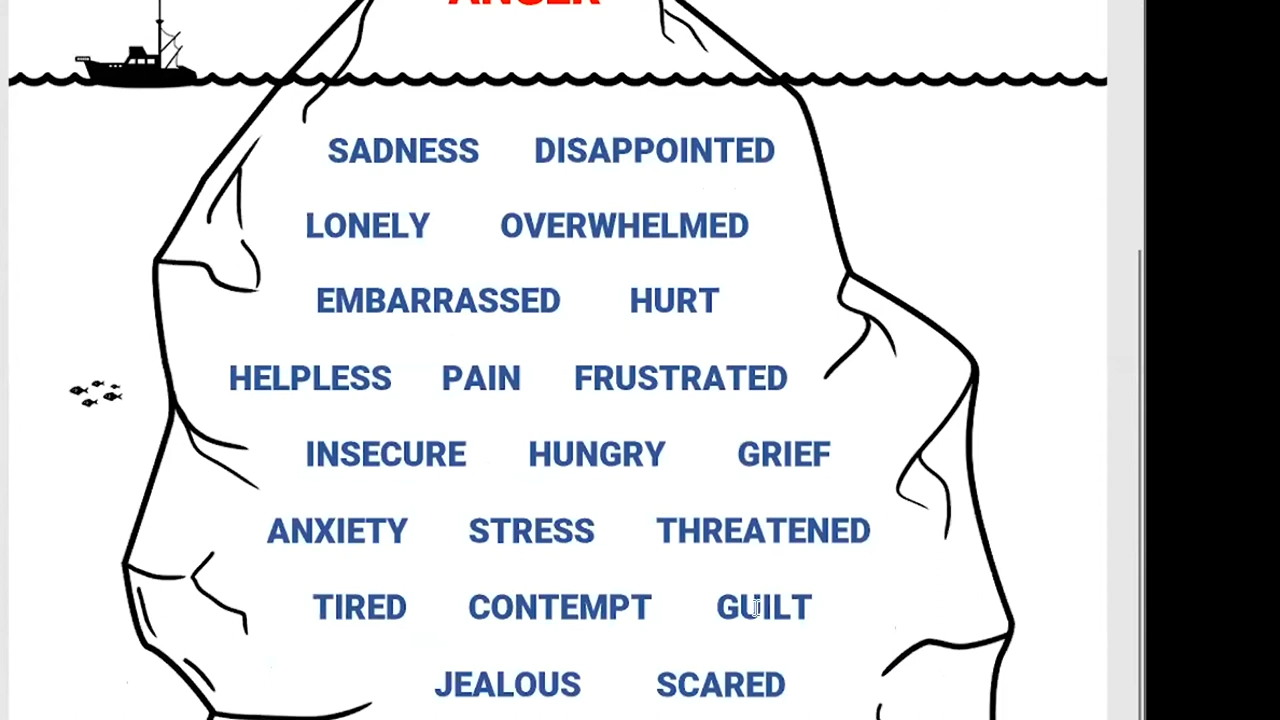 ANGER
SADNESS DISAPPOINTED
LONELY OVERWHELMED
EMBARRASSED HURT
HELPLESS PAIN FRUSTRATED
INSECURE HUNGRY GRIEF
ANXIETY STRESS THREATENED
TIRED CONTEMPT GUILT
JEALOUS SCARED